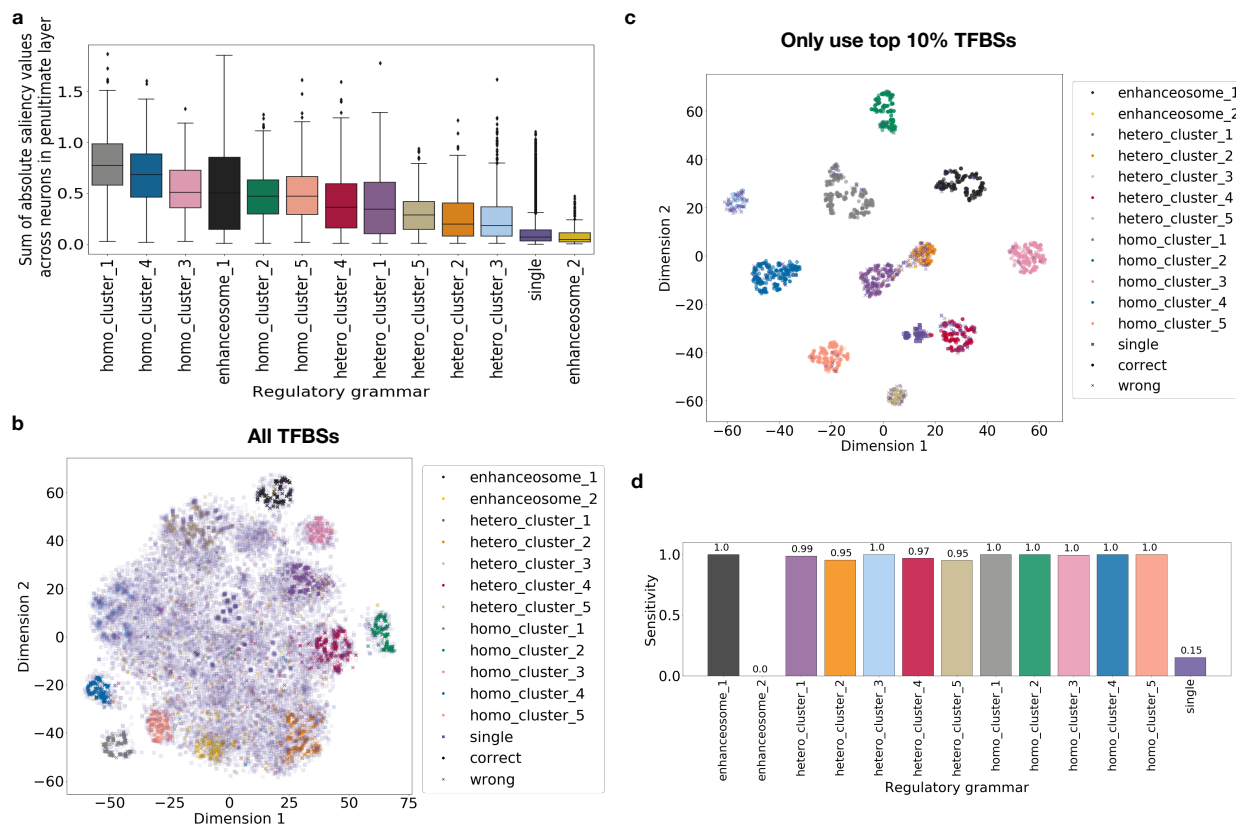 a
Sum of absolute saliency values
across neurons in penultimate layer
1.5
1.0
0.5
0.0
homo_cluster_1
homo_cluster_4
homo_cluster_3
enhanceosome_1
homo_cluster_2
homo_cluster_5
hetero_cluster_4
hetero_cluster_1
hetero_cluster_5
hetero_cluster_2
hetero_cluster_3
single
enhanceosome_2
Regulatory grammar
b
All TFBSs
Dimension 2
60
40
20
0
−20
−40
−60
−50
−25
0
25
50
75
Dimension 1
enhanceosome_1
enhanceosome_2
hetero_cluster_1
hetero_cluster_2
hetero_cluster_3
hetero_cluster_4
hetero_cluster_5
homo_cluster_1
homo_cluster_2
homo_cluster_3
homo_cluster_4
homo_cluster_5
single
correct
wrong
c
Only use top 10% TFBSs
Dimension 2
60
40
20
0
−20
−40
−60
−60
−40
−20
0
20
40
60
Dimension 1
enhanceosome_1
enhanceosome_2
hetero_cluster_1
hetero_cluster_2
hetero_cluster_3
hetero_cluster_4
hetero_cluster_5
homo_cluster_1
homo_cluster_2
homo_cluster_3
homo_cluster_4
homo_cluster_5
single
correct
wrong
d
Sensitivity
1.0
0.5
0.0
1.0
0.0
0.99
0.95
1.0
0.97
0.95
1.0
1.0
1.0
1.0
1.0
0.15
enhanceosome_1
enhanceosome_2
hetero_cluster_1
hetero_cluster_2
hetero_cluster_3
hetero_cluster_4
hetero_cluster_5
homo_cluster_1
homo_cluster_2
homo_cluster_3
homo_cluster_4
homo_cluster_5
single
Regulatory grammar